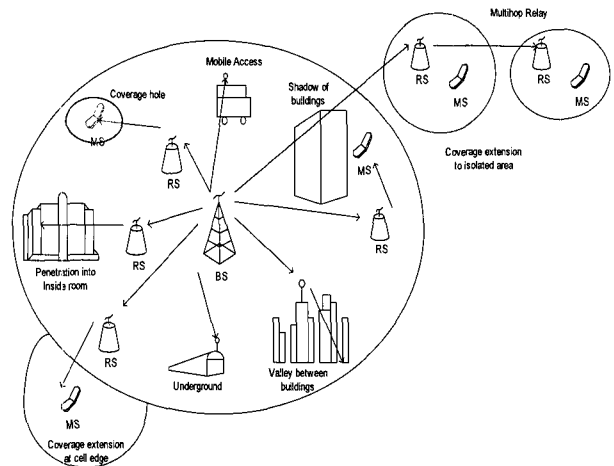 Multihop Relay
Mobile Access
RS
RS
Coverage hole
Shadow of
buildings
MS
MS
MS
RS
MS
Coverage extension
to isolated area
RS
RS
BS
Penetration into
Inside room
RS
Underground
Valley between
buildings
MS
Coverage extension
at cell edge